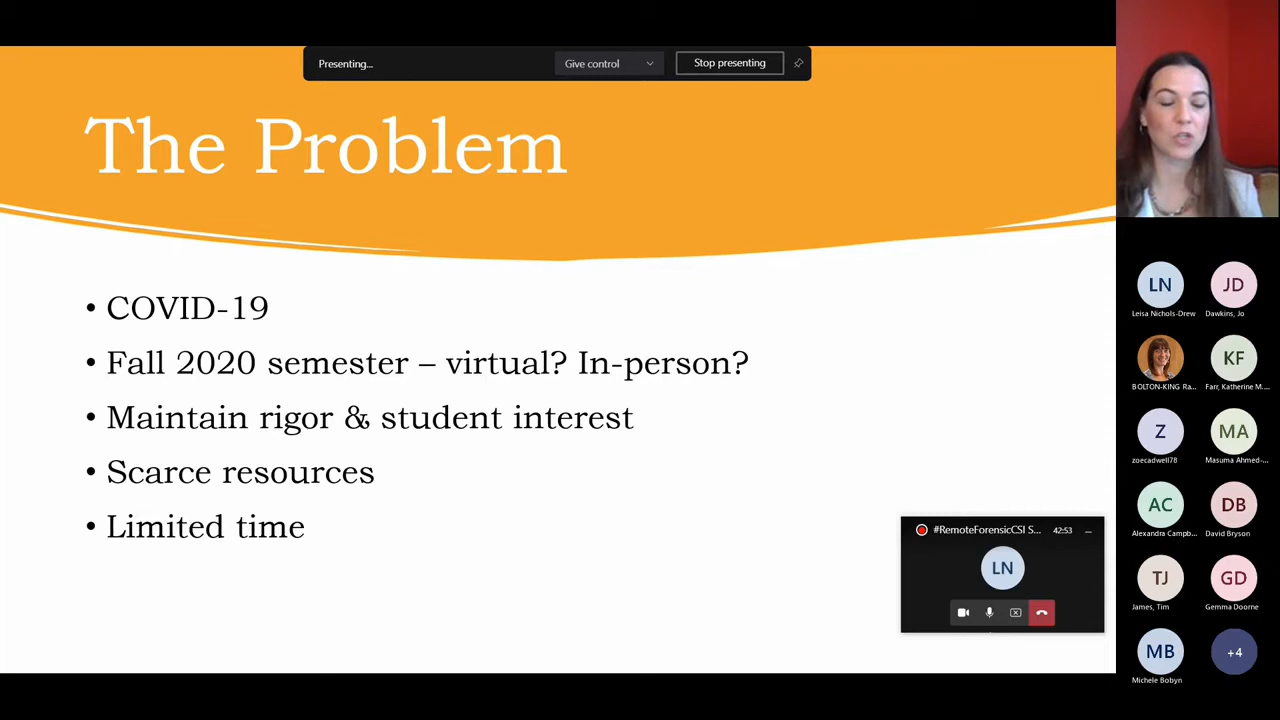 Presenting...
Give control
Stop presenting
The Problem
• COVID-19
• Fall 2020 semester – virtual? In-person?
• Maintain rigor & student interest
• Scarce resources
• Limited time
#RemoteForensicCSI S...
42:53
LN
LN
JD
Leisa Nichols-Drew
Dawkins, Jo
KF
BOLTON-KING Ra...
Farr, Katherine M....
Z
MA
zoecadwell78
Masuma Ahmed-...
AC
DB
Alexandra Campb...
David Bryson
TJ
GD
James, Tim
Gemma Doorne
MB
+4
Michele Bobyn